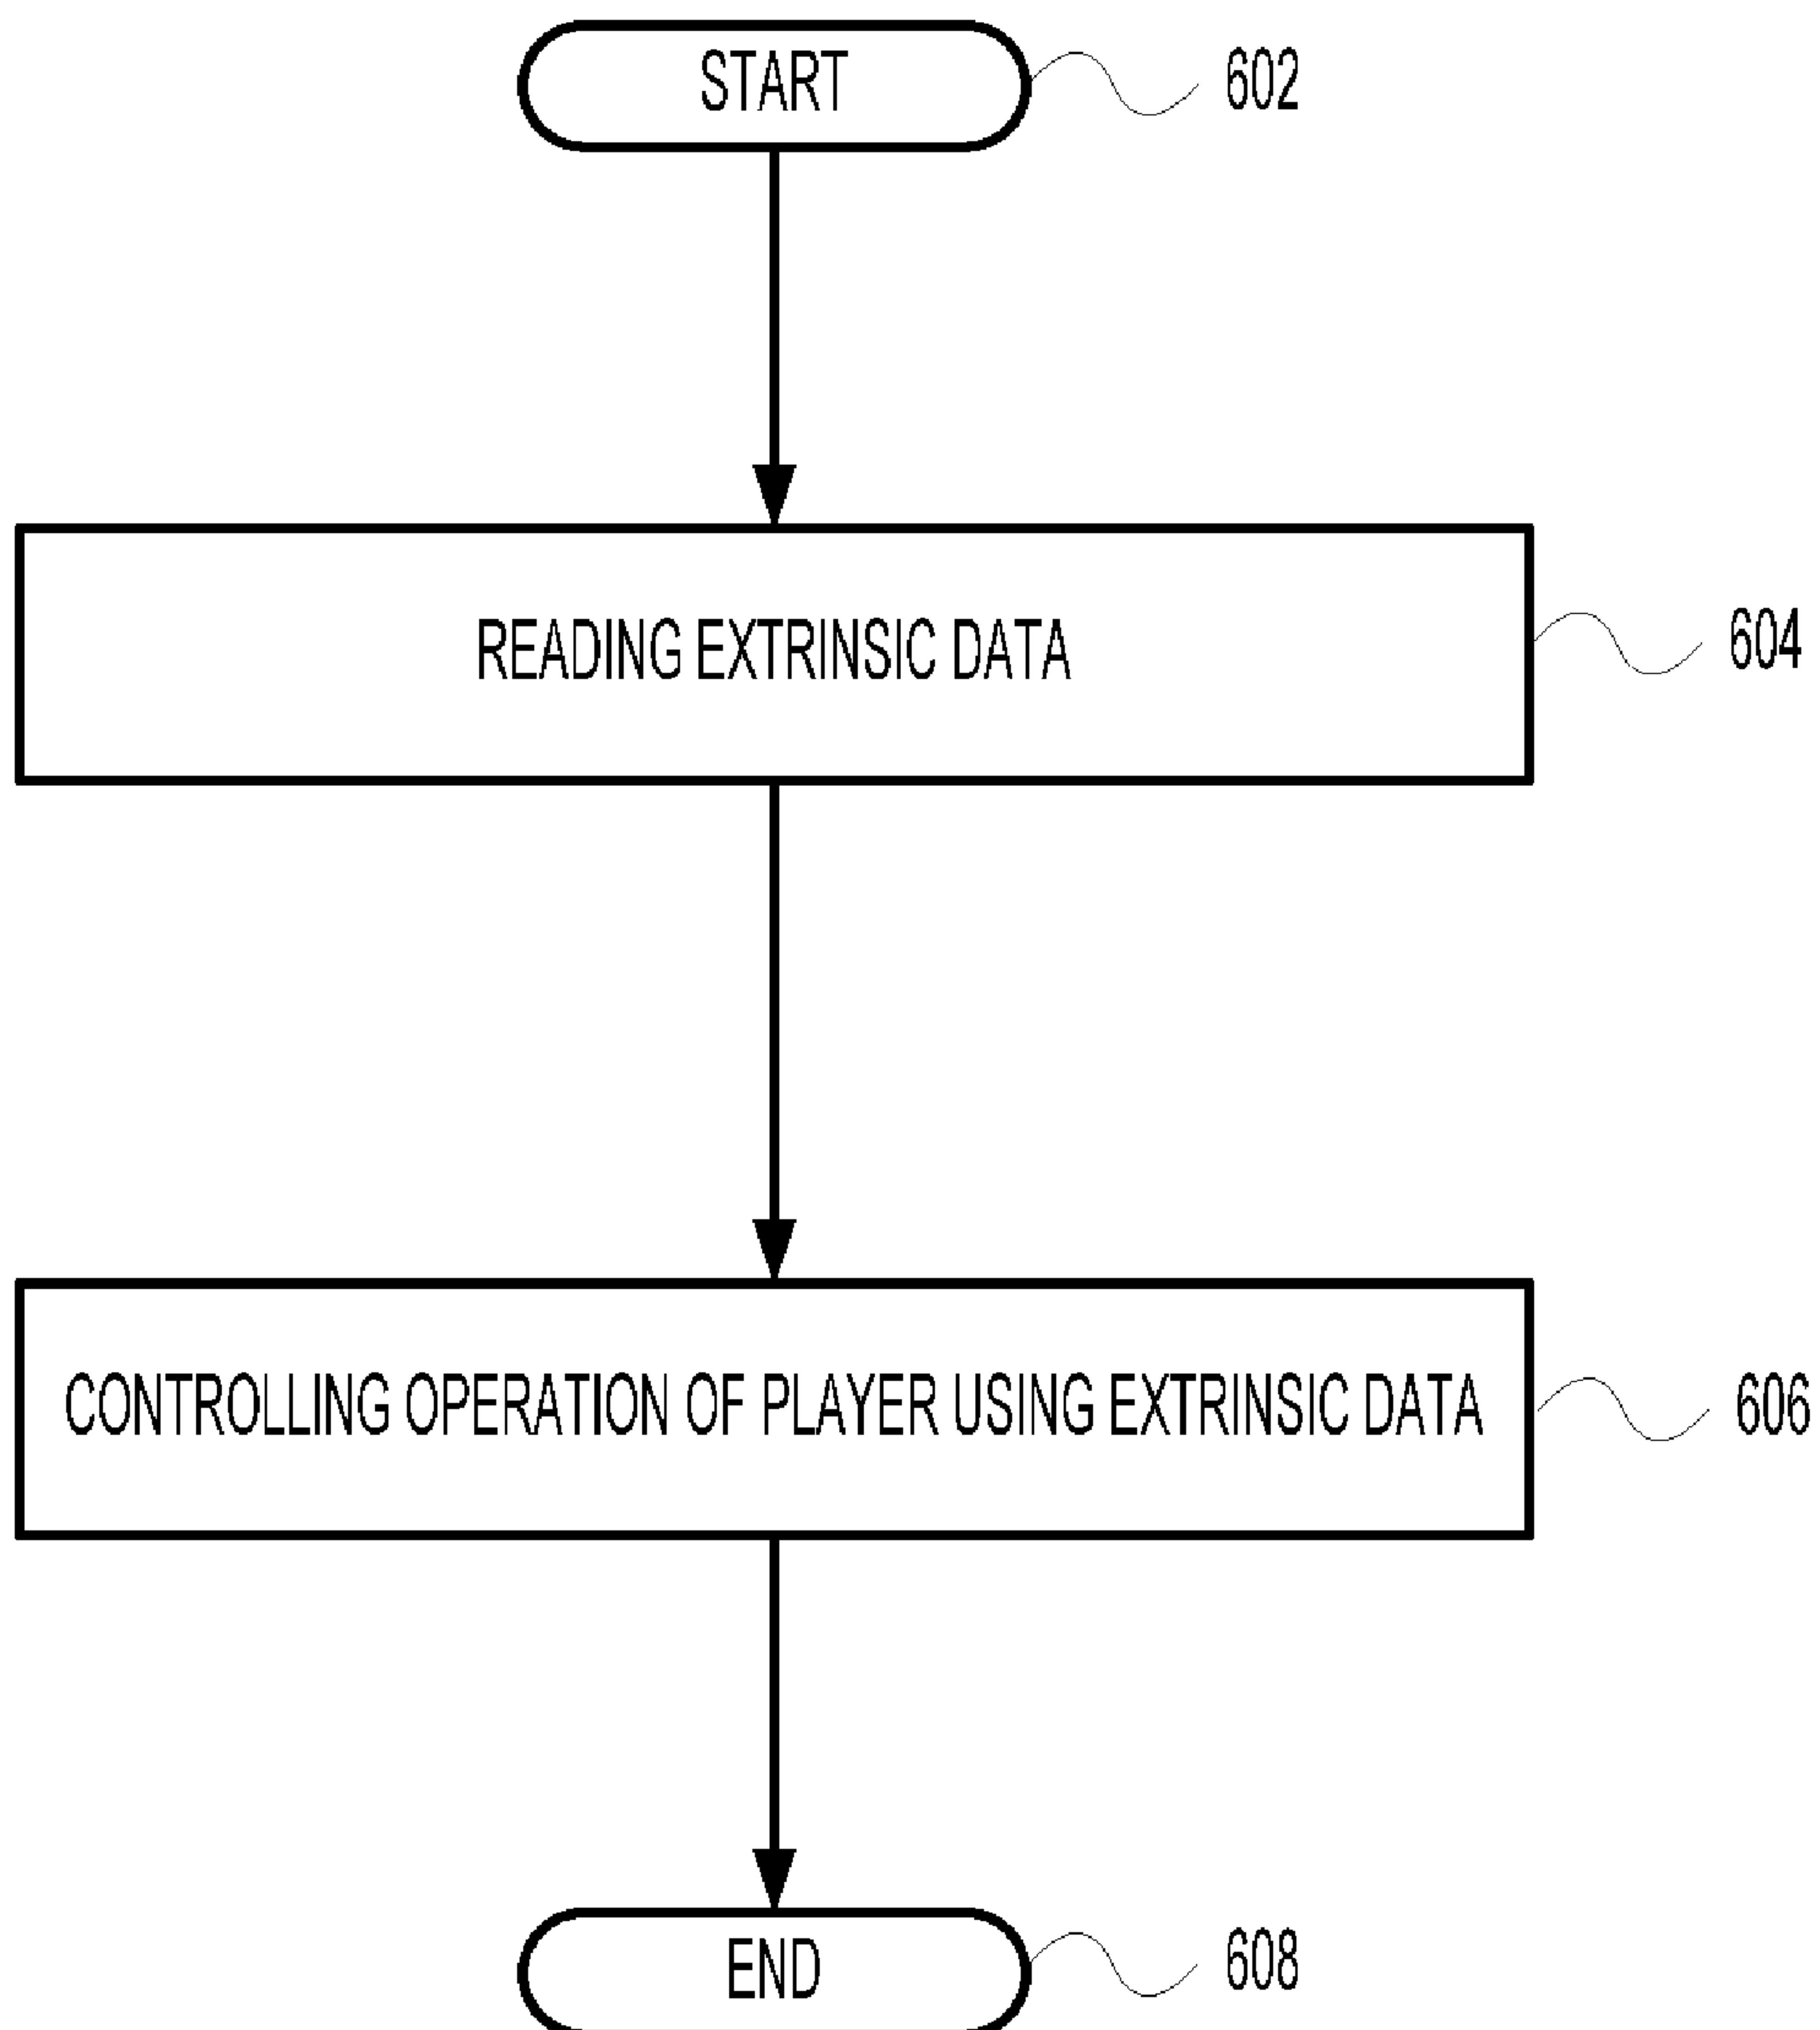 START 602
READING EXTRINSIC DATA 604
CONTROLLING OPERATION OF PLAYER USING EXTRINSIC DATA 606
END 608